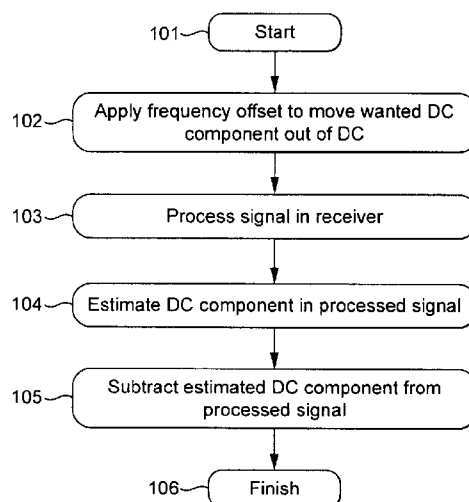 101
Start
102
Apply frequency offset to move wanted DC
component out of DC
103
Process signal in receiver
104
Estimate DC component in processed signal
105
Subtract estimated DC component from
processed signal
106
Finish